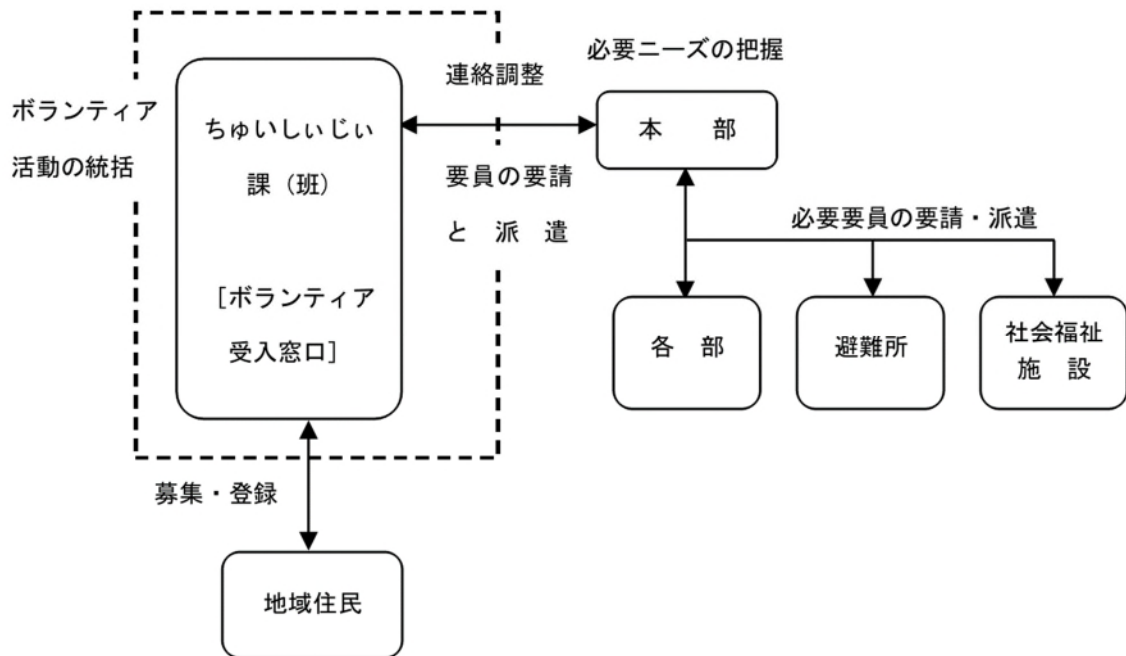 ボランティア
活動の統括
ちゅいしぃじぃ
課（班）
［ボランティア
受入窓口］
連絡調整
要員の要請
と　派　遣
必要ニーズの把握
本　　部
必要要員の要請・派遣
各　部
避難所
社会福祉
施　設
募集・登録
地域住民